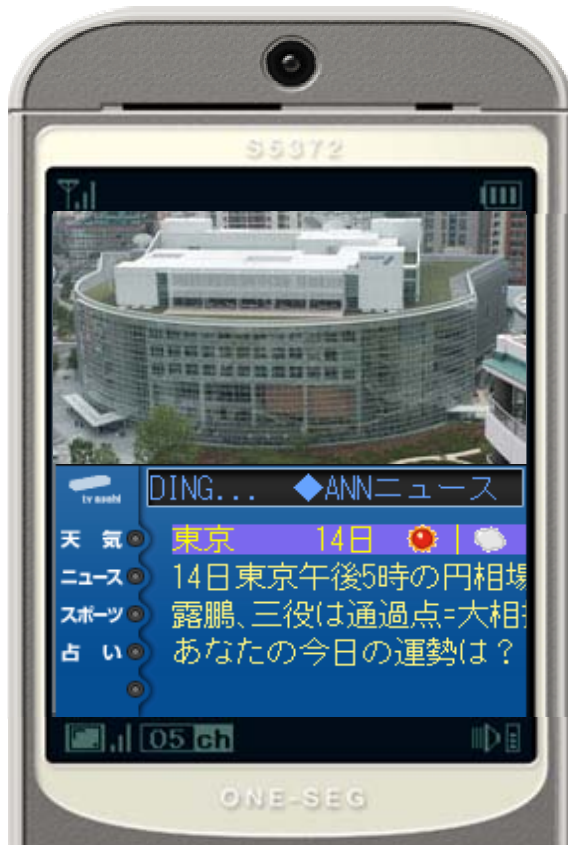 S5372
DING... ◆ANNニュース
tv asahi
天 気 東京 14日
ニュース 14日東京午後5時の円相場
スポーツ 露鵬、三役は通過点=大相
占 い あなたの今日の運勢は？
05 ch
ONE-SEG